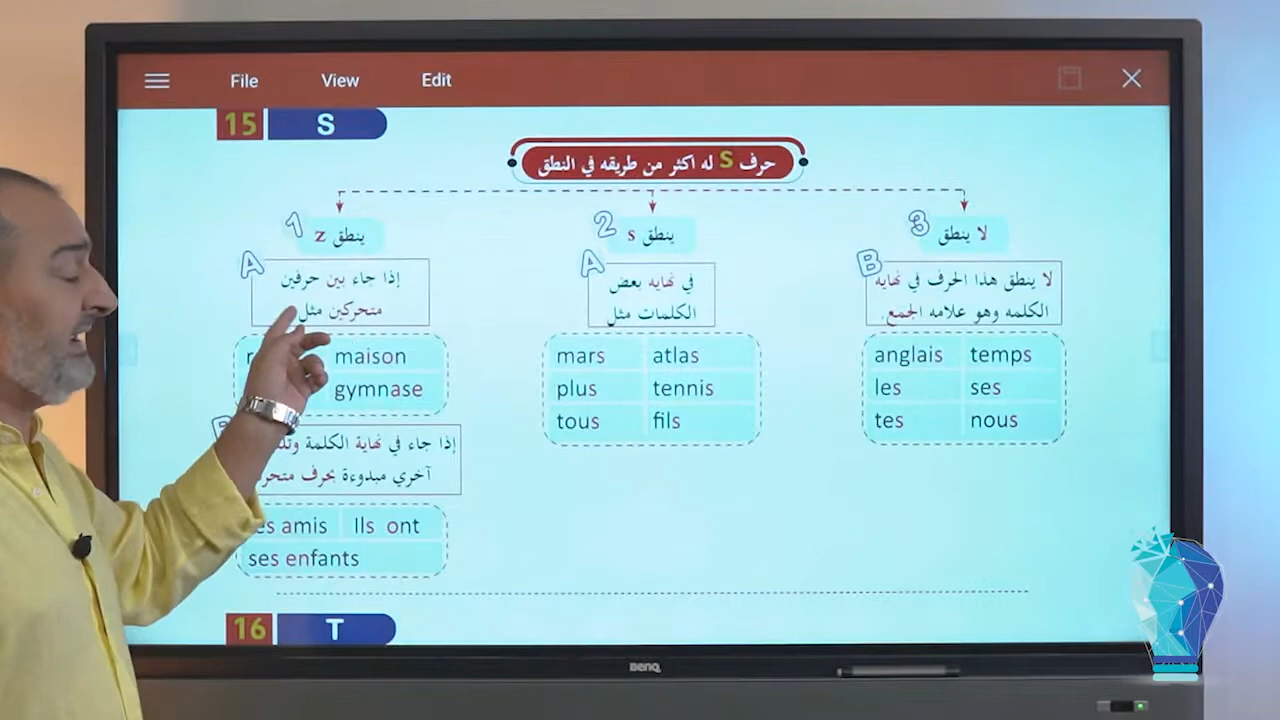 File View Edit
15 S
حرف S له اكثر من طريقه في النطق
1 ينطق z
A إذا جاء بين حرفين
متحركين مثل
maison
gymnase
إذا جاء في نهاية الكلمة
آخري مبدوءة بحرف
amis Ils ont
ses enfants
2 ينطق s
A في نهايه بعض
الكلمات مثل
mars atlas
plus tennis
tous fils
3 لا ينطق
B لا ينطق هذا الحرف في نهايه
الكلمه وهو علامه الجمع.
anglais temps
les ses
tes nous
16 T
BenQ